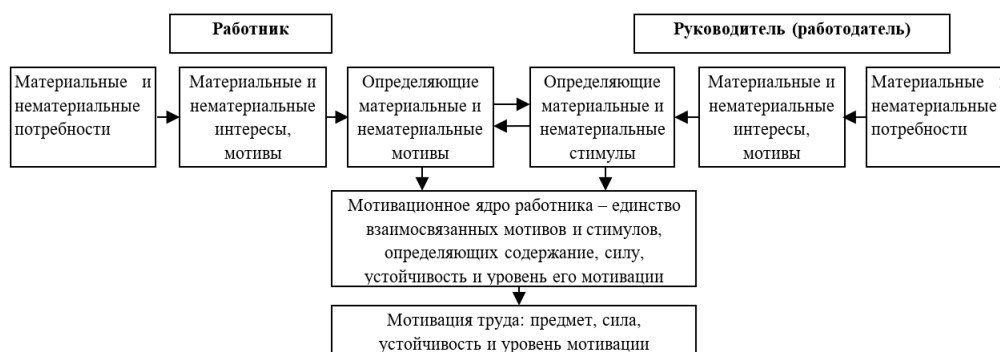 Работник
Руководитель (работодатель)
Материальные и
нематериальные
потребности
Материальные и
нематериальные
интересы,
мотивы
Определяющие
материальные и
нематериальные
мотивы
Определяющие
материальные и
нематериальные
стимулы
Материальные и
нематериальные
интересы,
мотивы
Материальные
нематериальные
потребности
Мотивационное ядро работника – единство
взаимосвязанных мотивов и стимулов,
определяющих содержание, силу,
устойчивость и уровень его мотивации
Мотивация труда: предмет, сила,
устойчивость и уровень мотивации